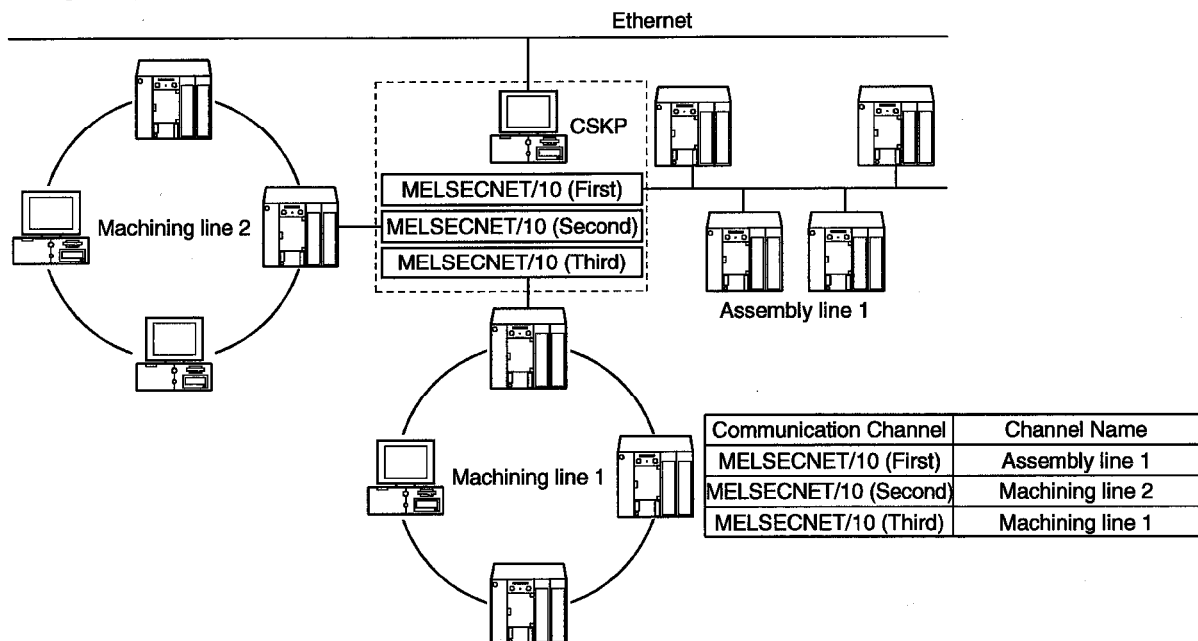 Ethernet
CSKP
MELSECNET/10 (First)
MELSECNET/10 (Second)
MELSECNET/10 (Third)
Machining line 2
Assembly line 1
Machining line 1
Communication Channel Channel Name
MELSECNET/10 (First) Assembly line 1
MELSECNET/10 (Second) Machining line 2
MELSECNET/10 (Third) Machining line 1